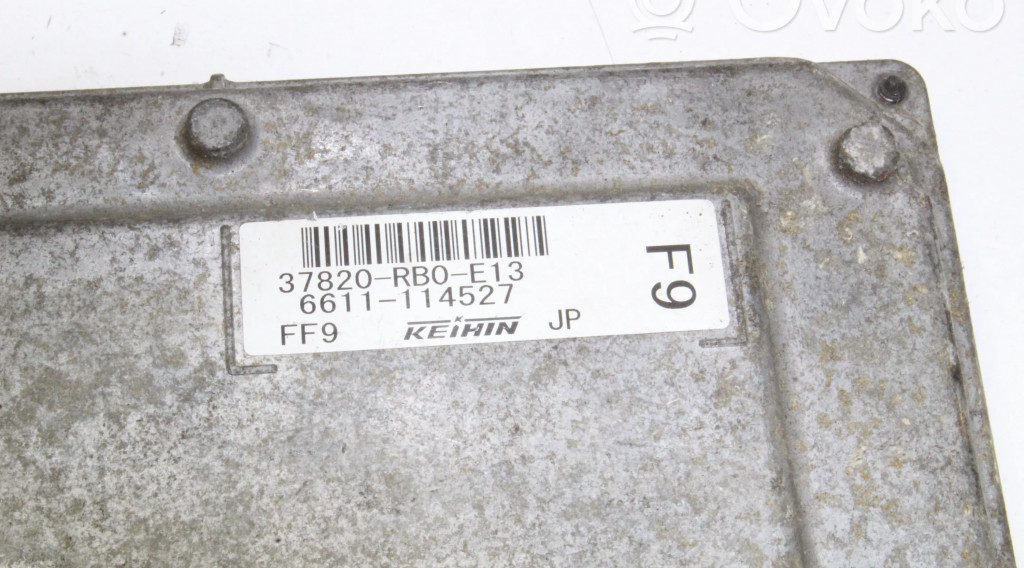 OVOKO
37820-RB0-E13
6611-114527
FF9 KEIHIN JP
F9